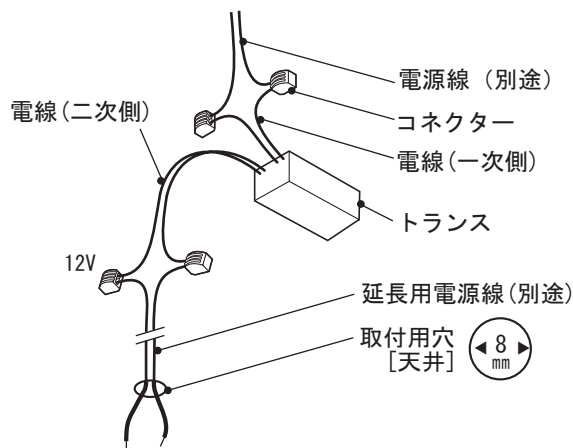 電源線（別途）
コネクター
電線(二次側)
電線(一次側)
トランス
12V
延長用電源線(別途)
取付用穴
[天井]
8
mm